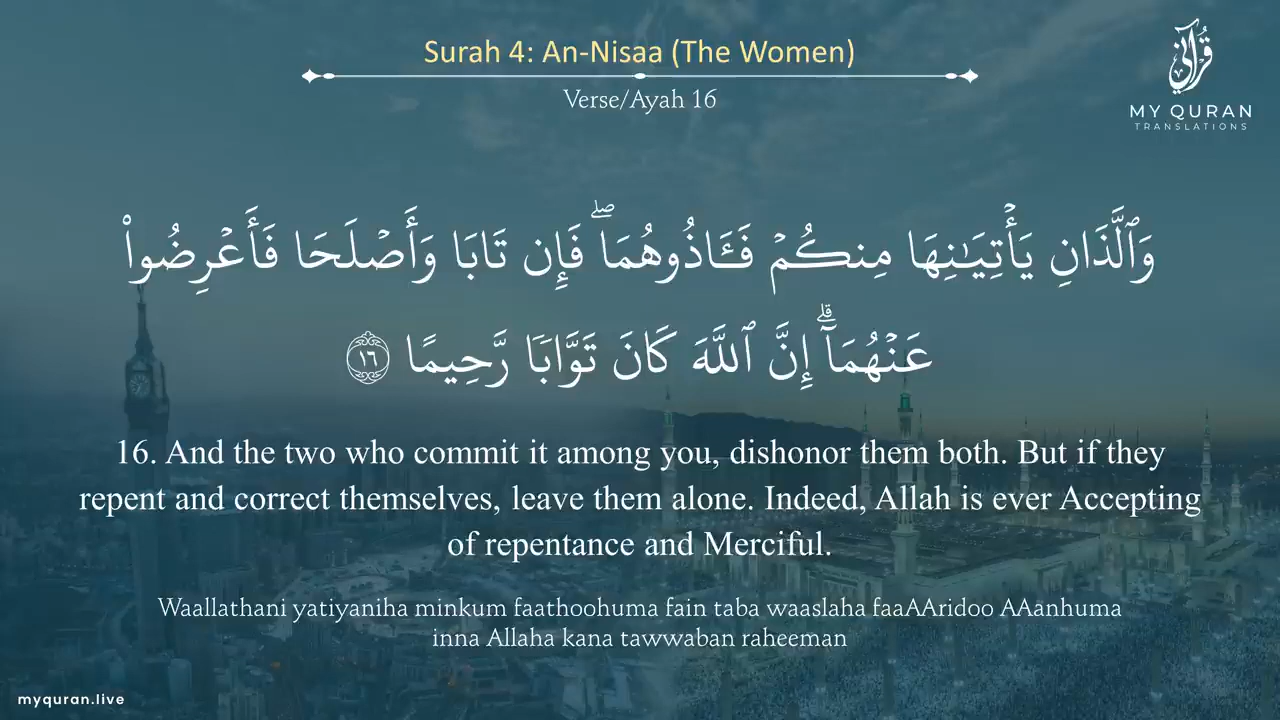 Surah 4: An-Nisaa (The Women)
Verse/Ayah 16
قُرْآنِي
MY QURAN
TRANSLATIONS
وَٱلَّذَانِ يَأْتِيَـٰنِهَا مِنكُمْ فَـَٔاذُوهُمَا ۖ فَإِن تَابَا وَأَصْلَحَا فَأَعْرِضُوا۟
عَنْهُمَآ ۗ إِنَّ ٱللَّهَ كَانَ تَوَّابًا رَّحِيمًا ١٦
16. And the two who commit it among you, dishonor them both. But if they
repent and correct themselves, leave them alone. Indeed, Allah is ever Accepting
of repentance and Merciful.
Waallathani yatiyaniha minkum faathoohuma fain taba waaslaha faaAAridoo AAanhuma
inna Allaha kana tawwaban raheeman
myquran.live